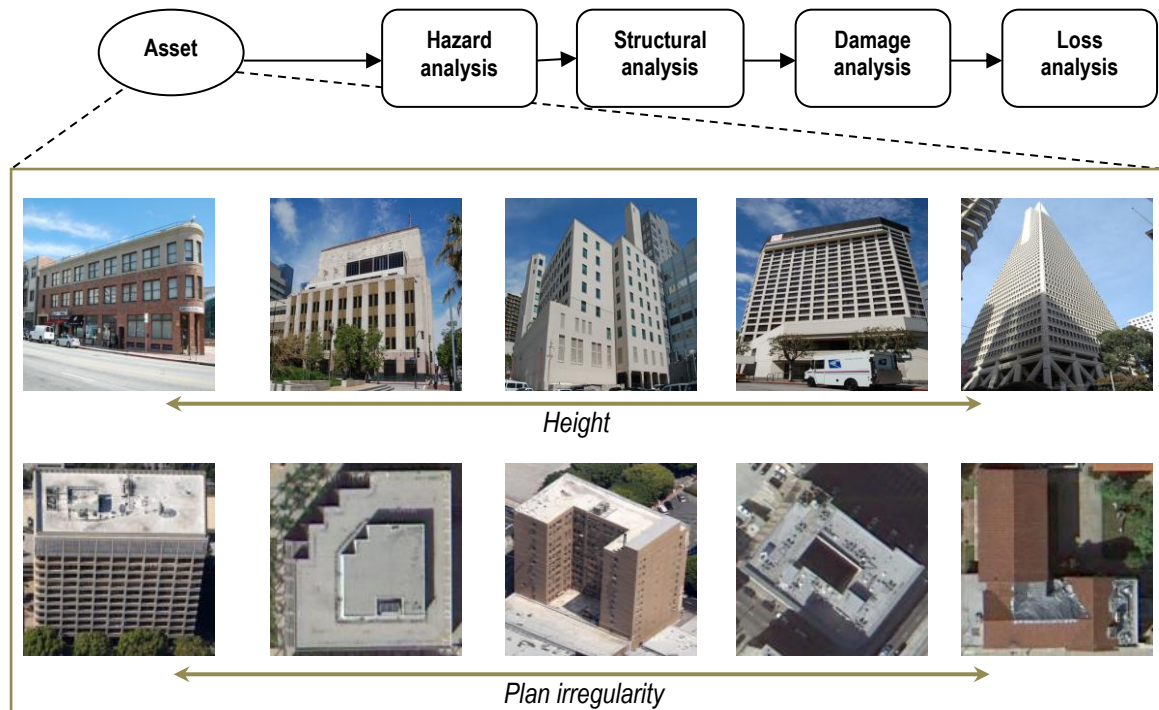 Asset
Hazard
analysis
Structural
analysis
Damage
analysis
Loss
analysis
Height
Plan irregularity